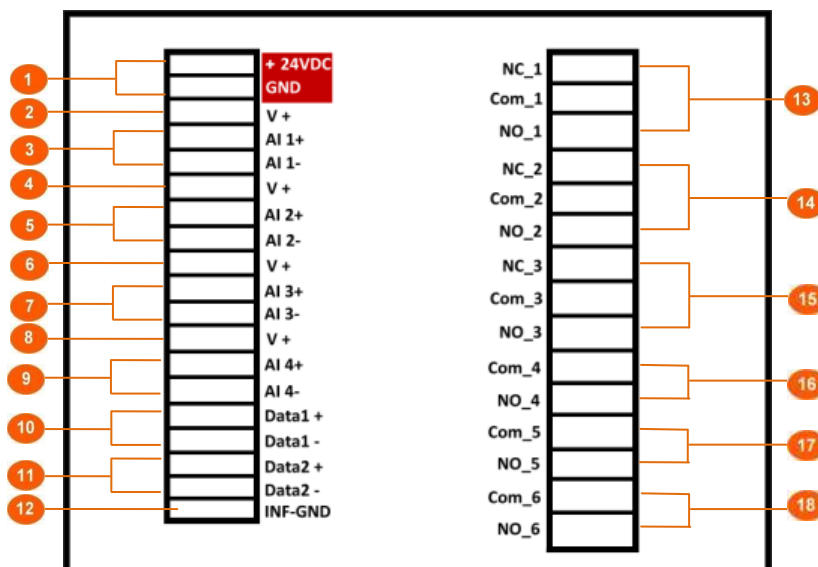 1
+ 24VDC
GND
2
V +
3
AI 1+
AI 1-
4
V +
5
AI 2+
AI 2-
6
V +
7
AI 3+
AI 3-
8
V +
9
AI 4+
AI 4-
10
Data1 +
Data1 -
11
Data2 +
Data2 -
12
INF-GND
NC_1
Com_1
NO_1
13
NC_2
Com_2
NO_2
14
NC_3
Com_3
NO_3
15
Com_4
NO_4
16
Com_5
NO_5
17
Com_6
NO_6
18